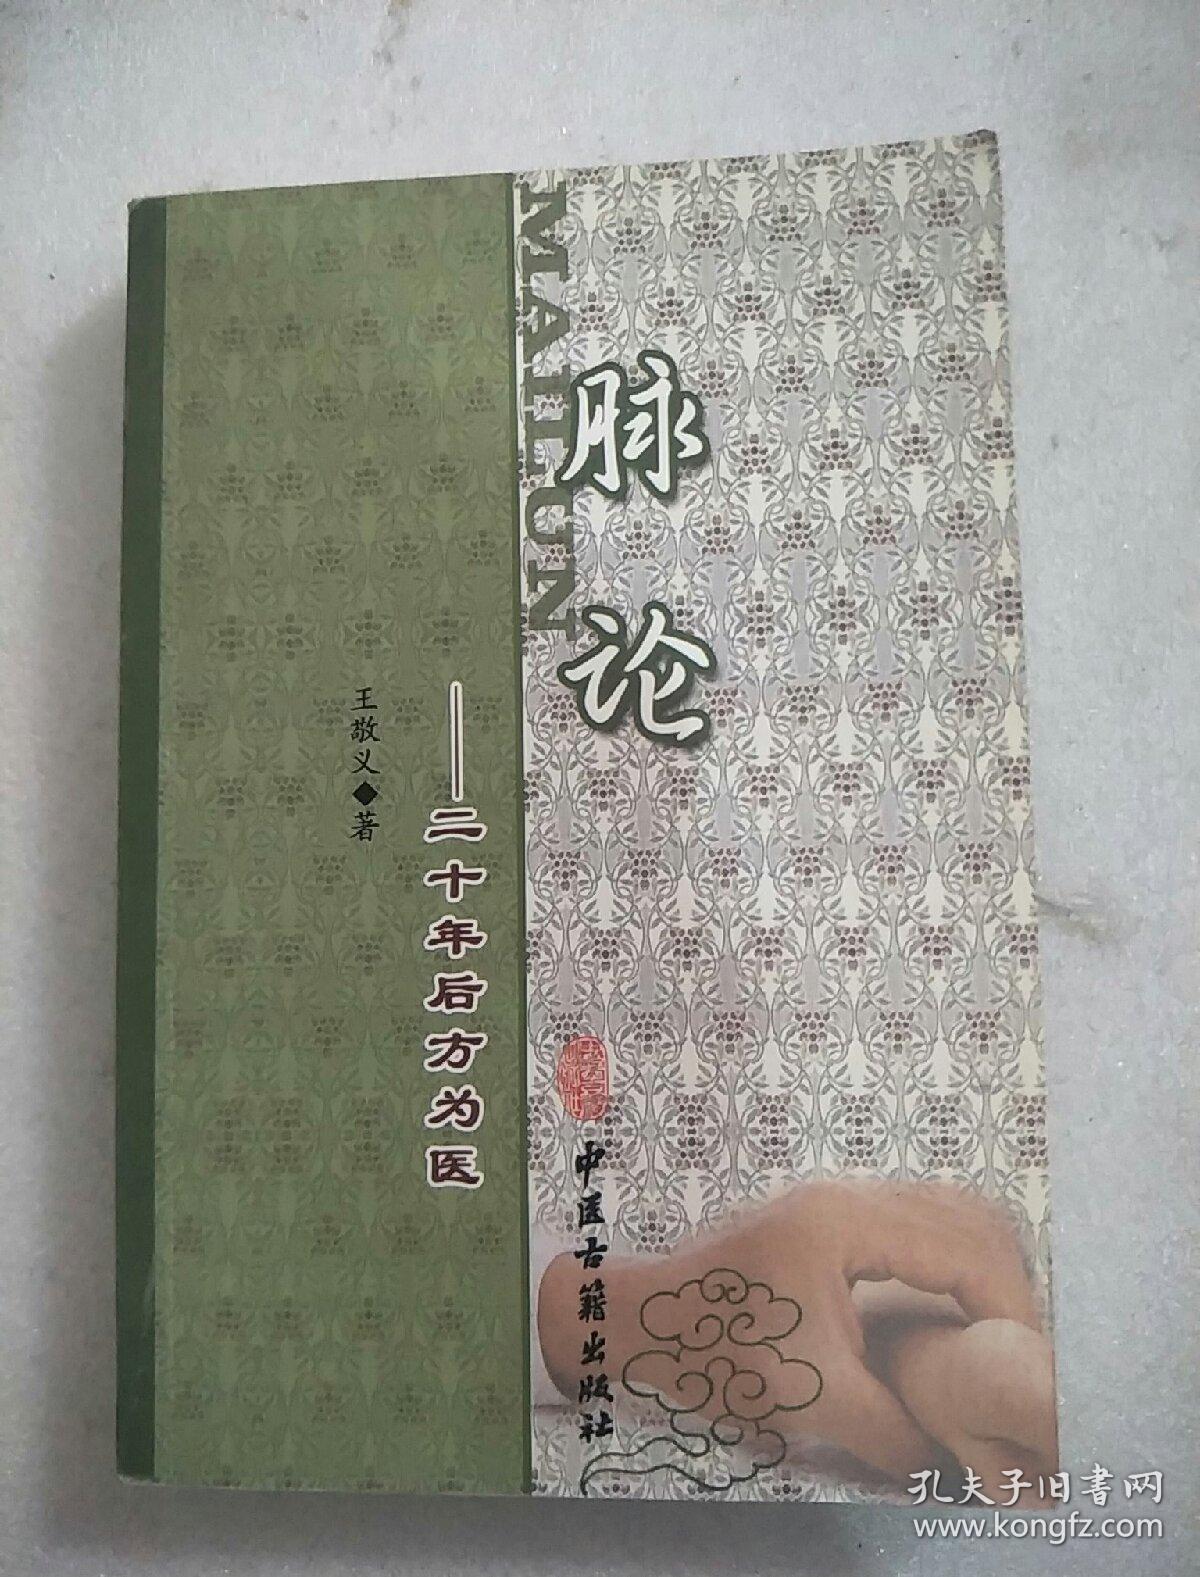 MAILUN
脉论
——二十年后方为医
王敬义◆著
中医古籍出版社
孔夫子旧书网
www.kongfz.com